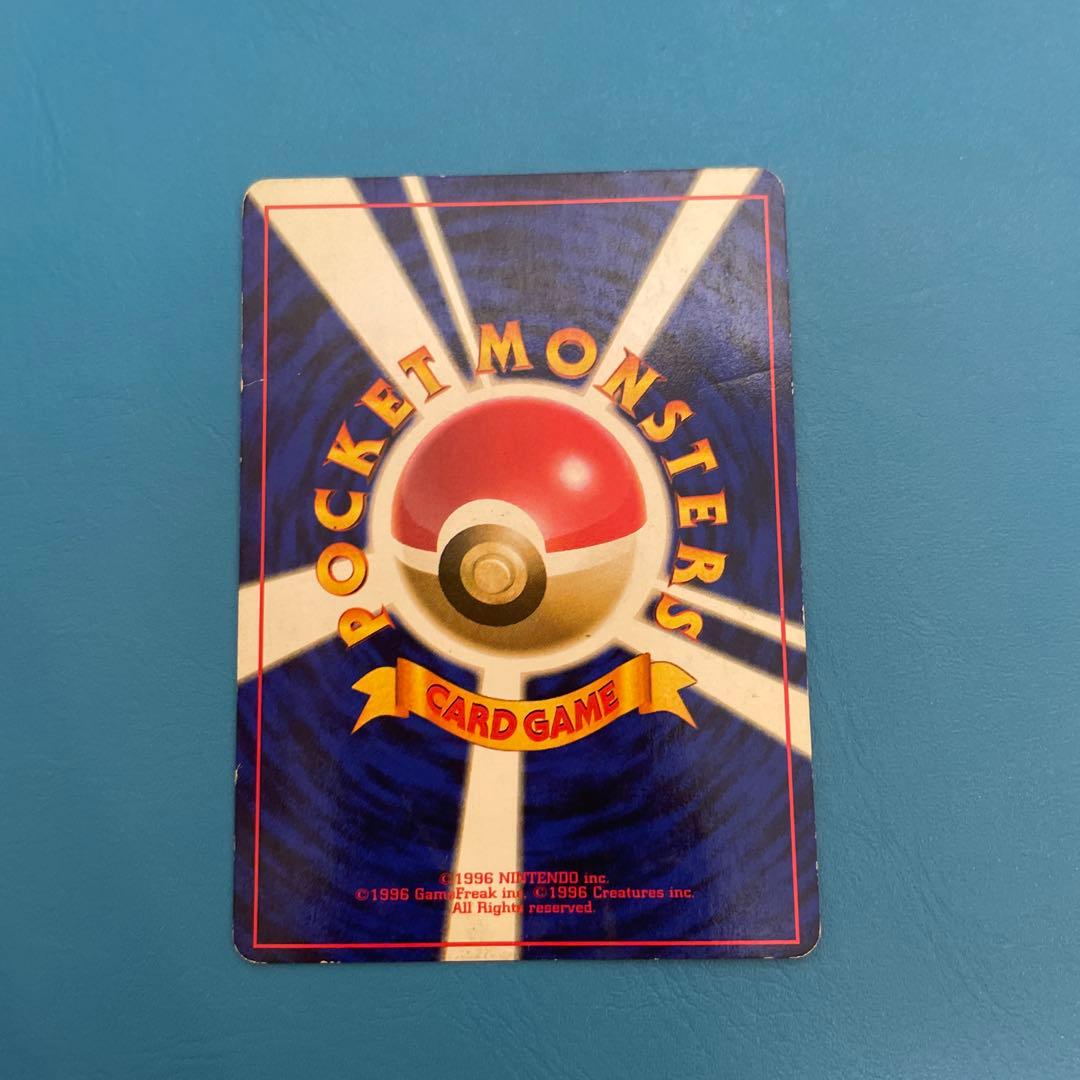 POCKET MONSTERS
CARD GAME
©1996 NINTENDO inc.
©1996 GameFreak inc. ©1996 Creatures inc.
All Rights reserved.